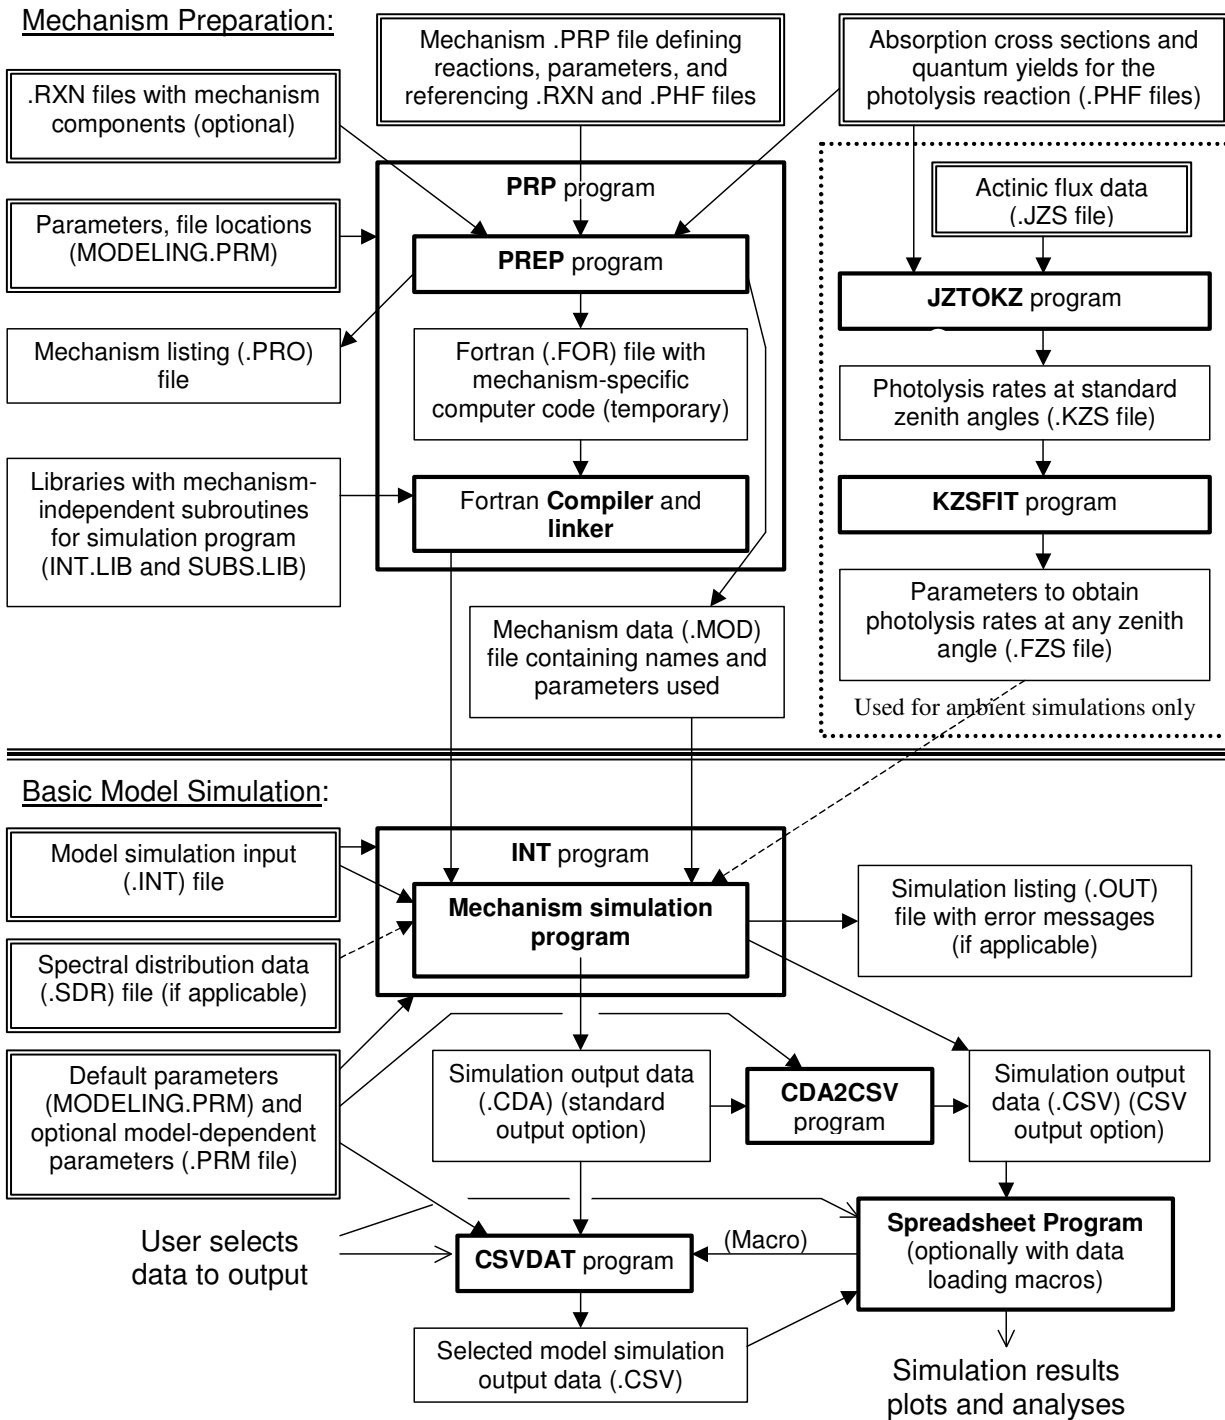 Mechanism Preparation:
Mechanism .PRP file defining
reactions, parameters, and
referencing .RXN and .PHF files
Absorption cross sections and
quantum yields for the
photolysis reaction (.PHF files)
.RXN files with mechanism
components (optional)
PRP program
Actinic flux data
(.JZS file)
Parameters, file locations
(MODELING.PRM)
PREP program
JZTOKZ program
Mechanism listing (.PRO)
file
Fortran (.FOR) file with
mechanism-specific
computer code (temporary)
Photolysis rates at standard
zenith angles (.KZS file)
Libraries with mechanism-
independent subroutines
for simulation program
(INT.LIB and SUBS.LIB)
Fortran Compiler and
linker
KZSFIT program
Mechanism data (.MOD)
file containing names and
parameters used
Parameters to obtain
photolysis rates at any zenith
angle (.FZS file)
Used for ambient simulations only
Basic Model Simulation:
Model simulation input
(.INT) file
INT program
Mechanism simulation
program
Simulation listing (.OUT)
file with error messages
(if applicable)
Spectral distribution data
(.SDR) file (if applicable)
Default parameters
(MODELING.PRM) and
optional model-dependent
parameters (.PRM file)
Simulation output data
(.CDA) (standard
output option)
CDA2CSV
program
Simulation output
data (.CSV) (CSV
output option)
User selects
data to output
CSVDAT program
(Macro)
Spreadsheet Program
(optionally with data
loading macros)
Selected model simulation
output data (.CSV)
Simulation results
plots and analyses